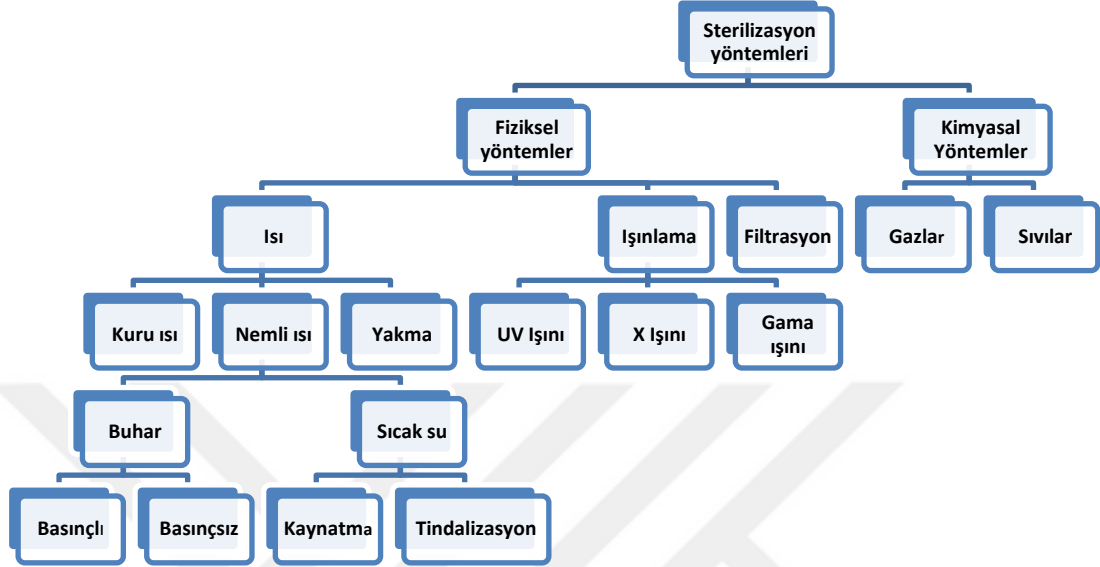 Sterilizasyon
yöntemleri
Fiziksel
yöntemler
Kimyasal
Yöntemler
Isı
Işınlama
Filtrasyon
Gazlar
Sıvılar
Kuru ısı
Nemli ısı
Yakma
UV Işını
X Işını
Gama
ışını
Buhar
Sıcak su
Basınçlı
Basınçsız
Kaynatma
Tindalizasyon